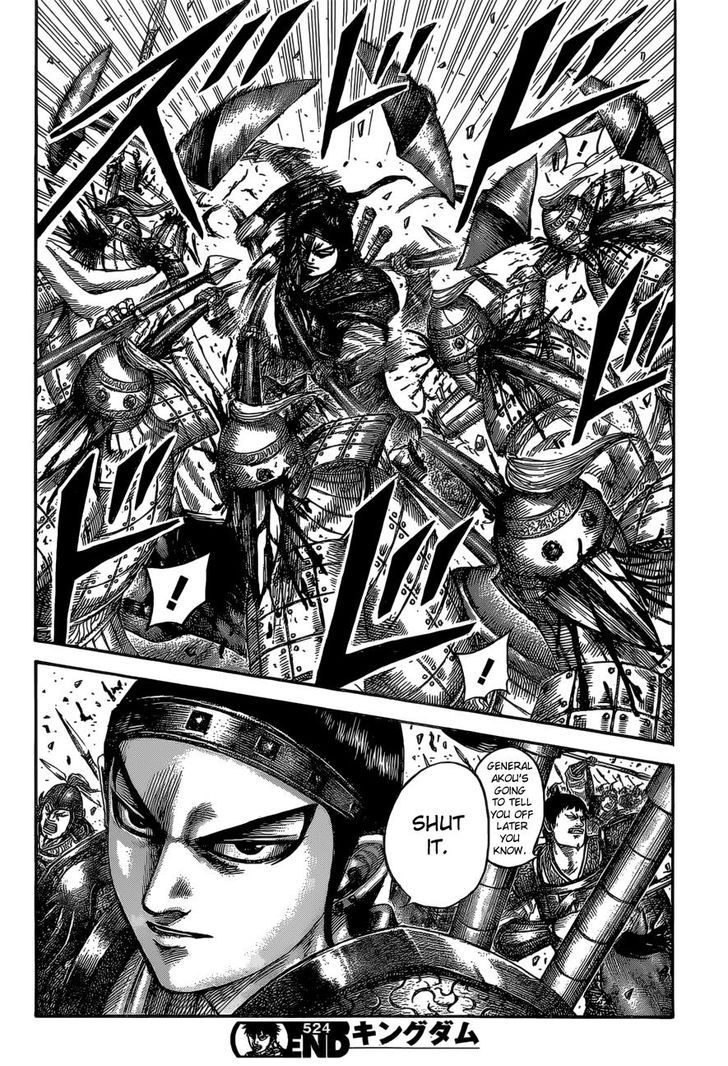 ズドド
!
ド
ド
ド
!
!
GENERAL
AKOU'S
GOING
TO TELL
YOU OFF
LATER
YOU
KNOW.
SHUT
IT.
524
END キングダム